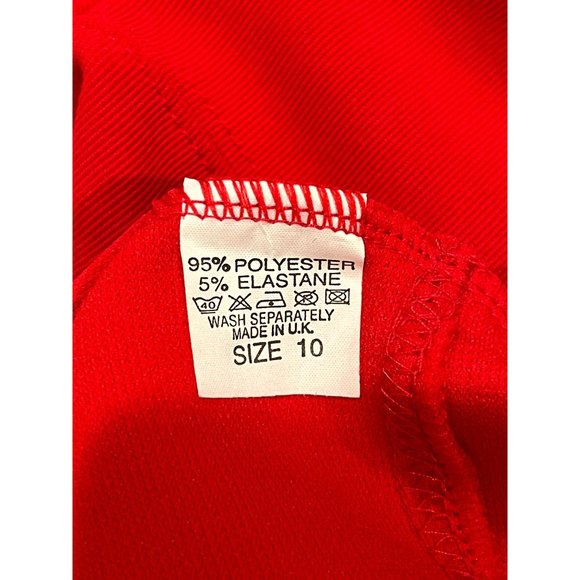 95% POLYESTER
5% ELASTANE
40
WASH SEPARATELY
MADE IN U.K.
SIZE 10